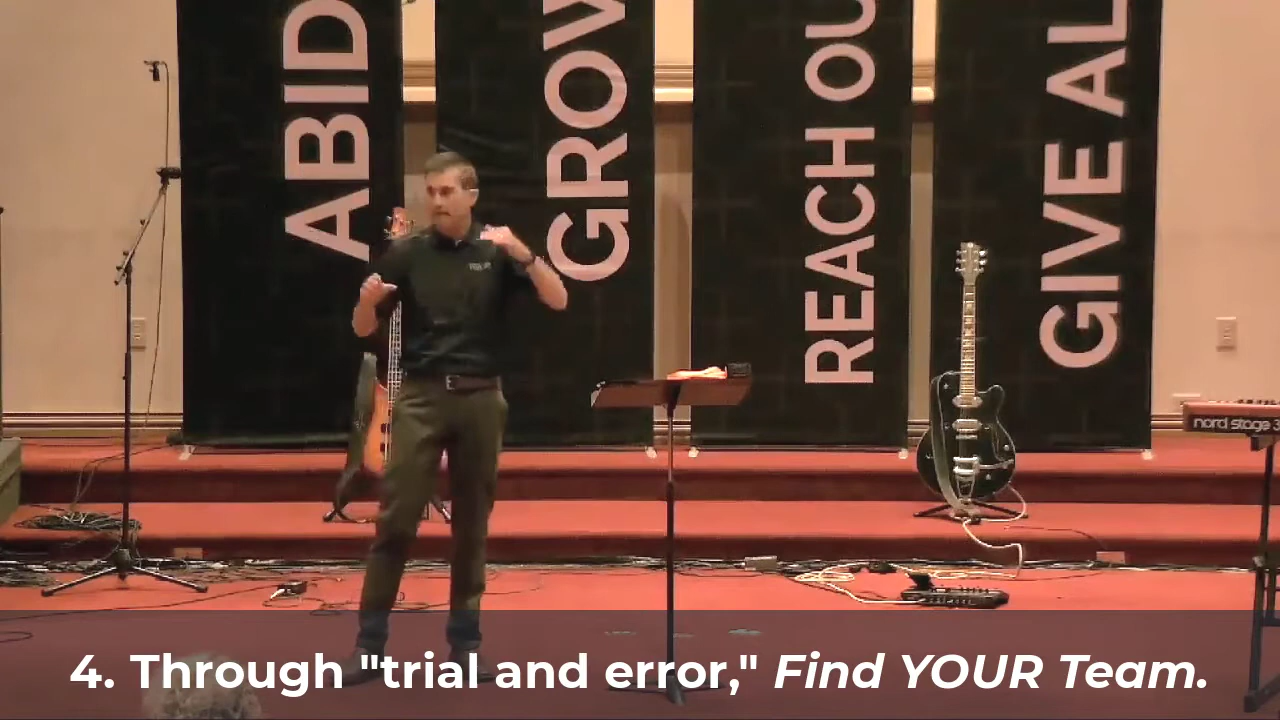 ABID
GROW
REACH OU
GIVE AL
nord stage 3
4. Through "trial and error," Find YOUR Team.